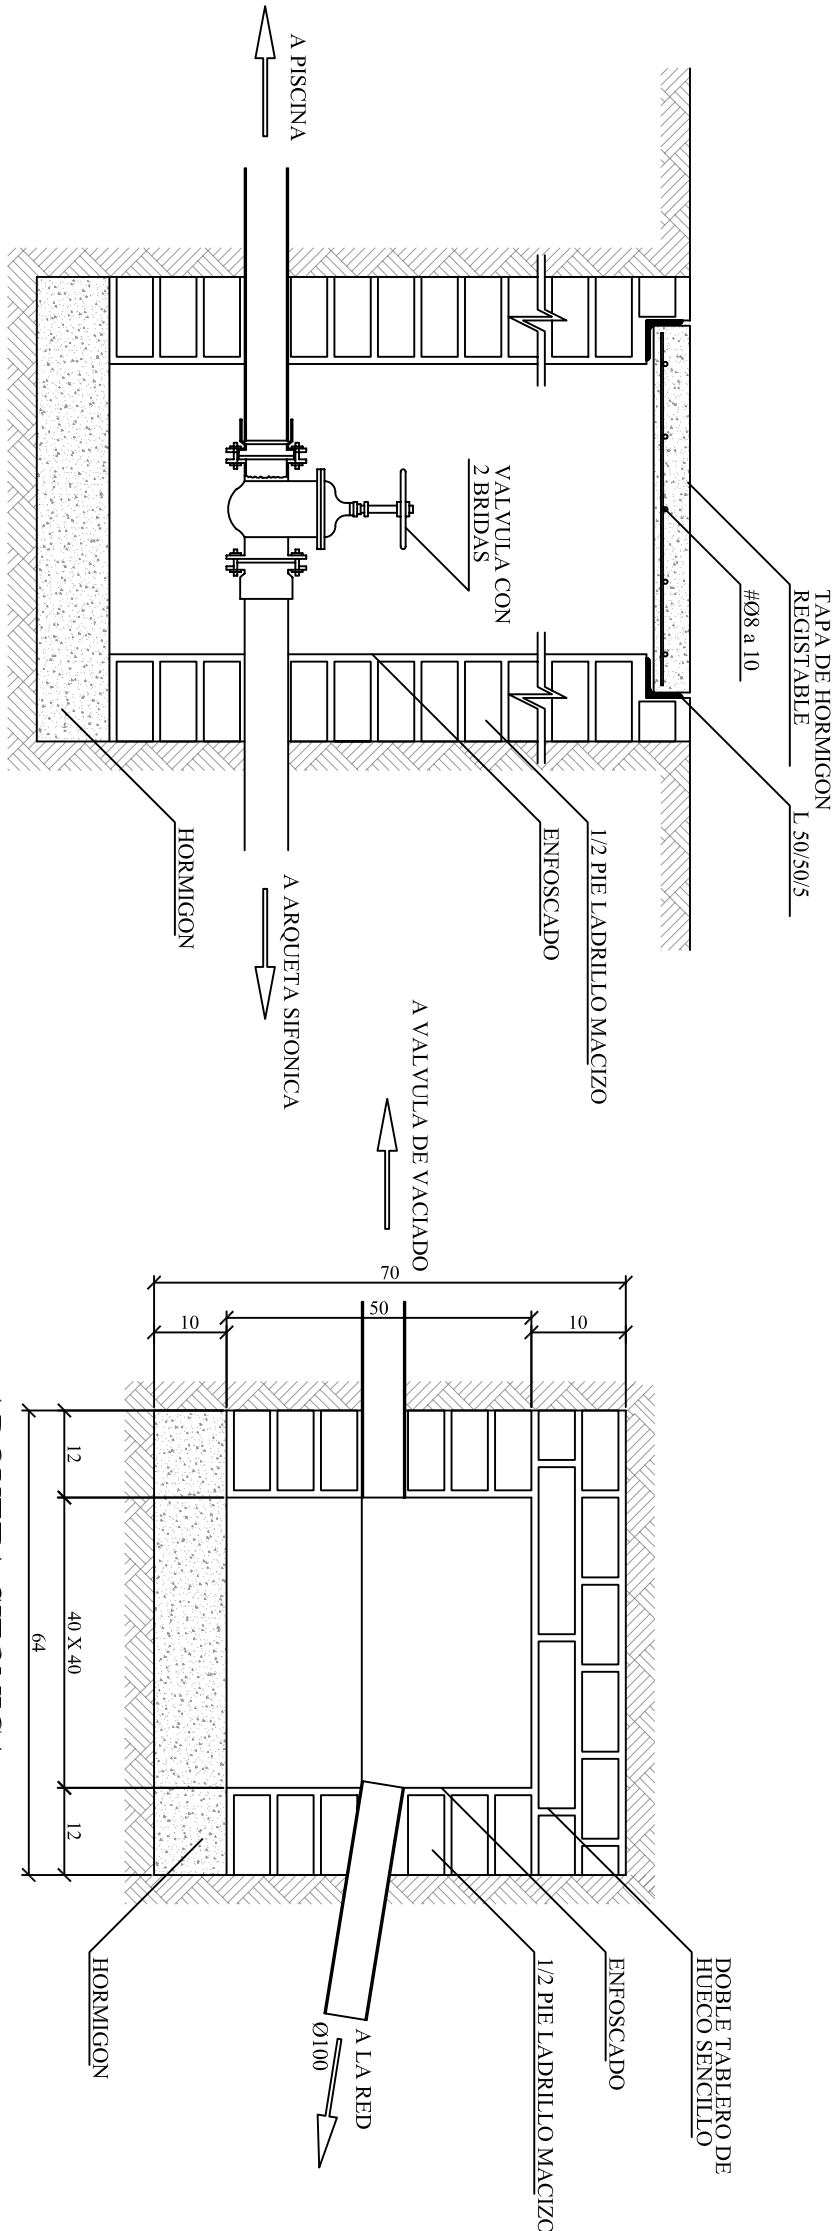 A PISCINA
VALVULA CON
2 BRIDAS
TAPA DE HORMIGON
REGISTABLE
#Ø8 a 10
L 50/50/5
1/2 PIE LADRILLO MACIZO
ENFOSCADO
HORMIGON
A ARQUETA SIFONICA
A VALVULA DE VACIADO
70
10
50
10
12
40 X 40
12
64
DOBLE TABLERO DE
HUECO SENCILLO
ENFOSCADO
1/2 PIE LADRILLO MACIZO
A LA RED
Ø100
HORMIGON